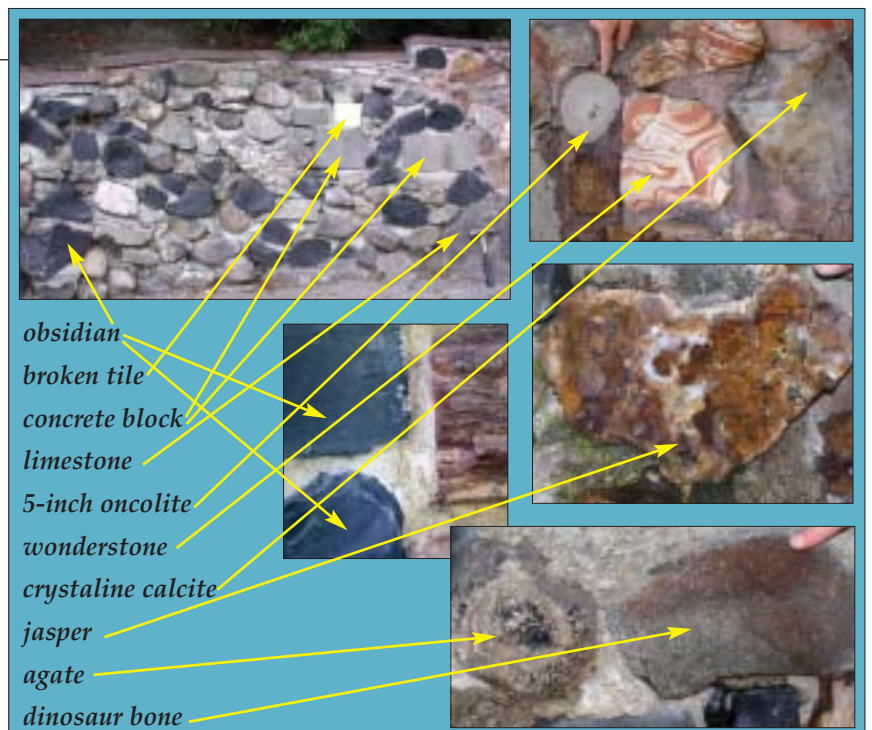 obsidian
broken tile
concrete block
limestone
5-inch oncolite
wonderstone
crystaline calcite
jasper
agate
dinosaur bone